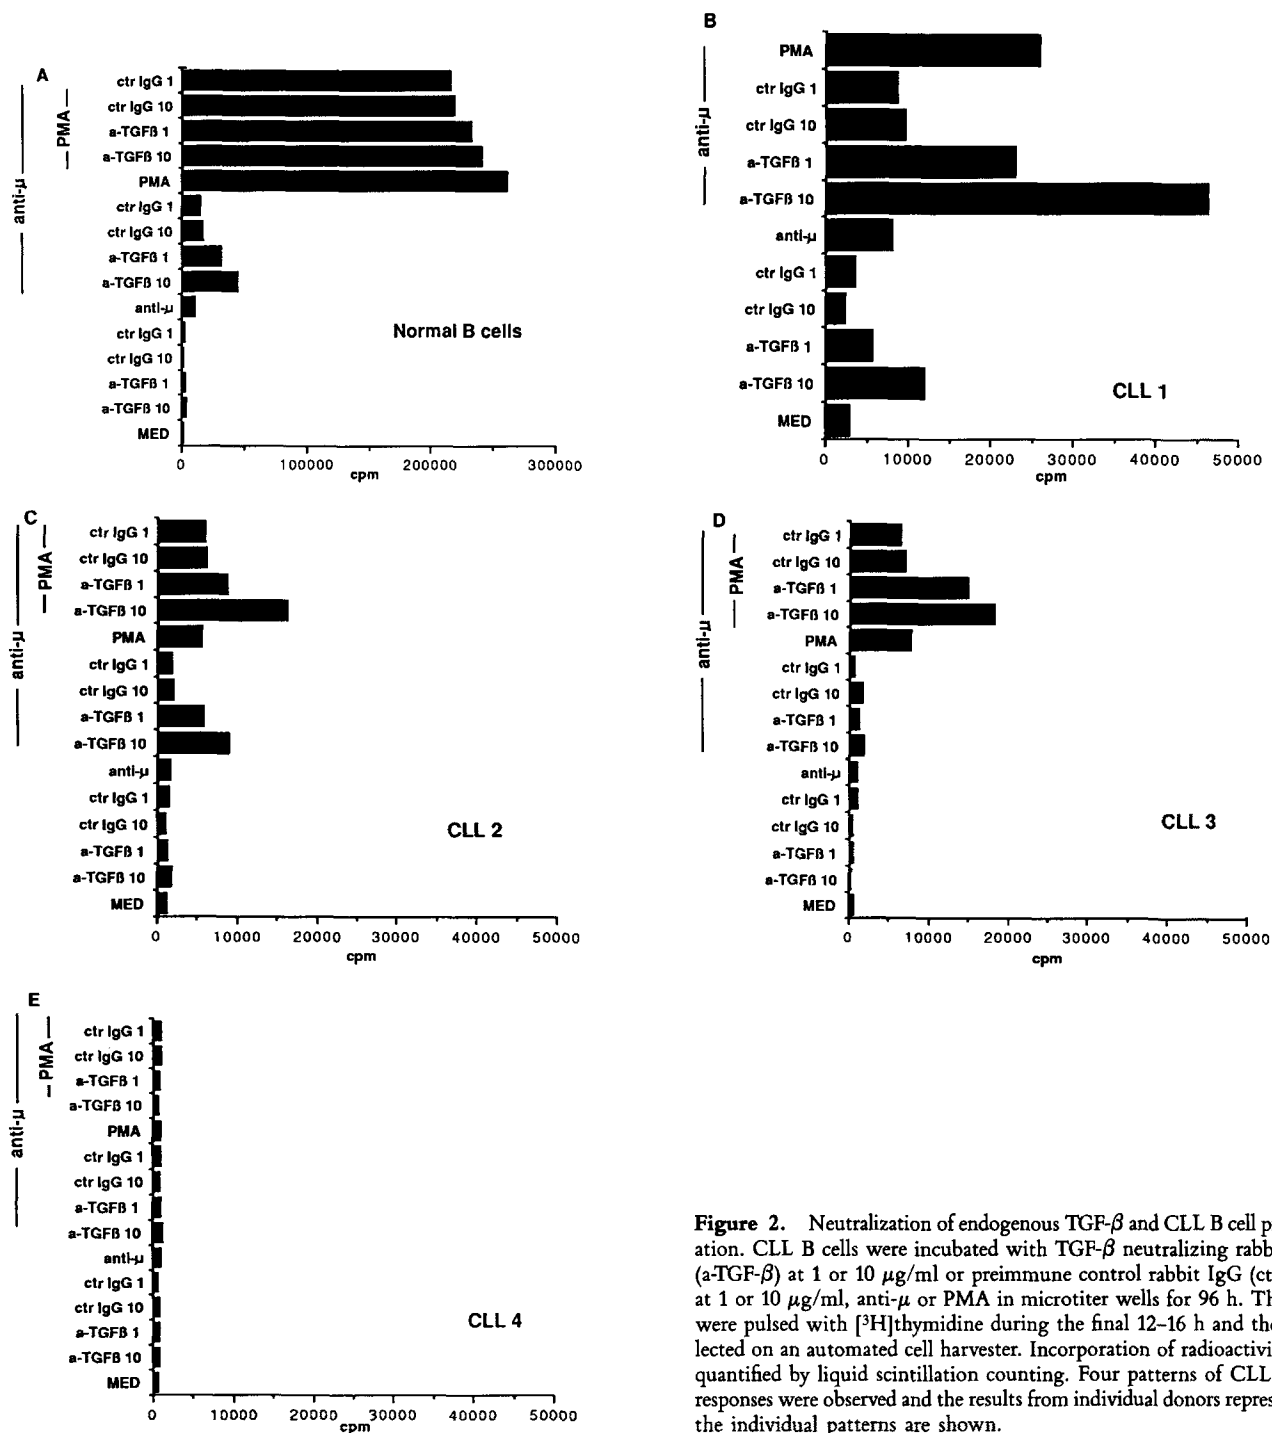 A
anti-µ
PMA
ctr IgG 1
ctr IgG 10
a-TGFß 1
a-TGFß 10
PMA
ctr IgG 1
ctr IgG 10
a-TGFß 1
a-TGFß 10
anti-µ
ctr IgG 1
ctr IgG 10
a-TGFß 1
a-TGFß 10
MED
Normal B cells
0 100000 200000 300000
cpm
B
anti-µ
PMA
ctr IgG 1
ctr IgG 10
a-TGFß 1
a-TGFß 10
anti-µ
ctr IgG 1
ctr IgG 10
a-TGFß 1
a-TGFß 10
MED
CLL 1
0 10000 20000 30000 40000 50000
cpm
C
anti-µ
PMA
ctr IgG 1
ctr IgG 10
a-TGFß 1
a-TGFß 10
PMA
ctr IgG 1
ctr IgG 10
a-TGFß 1
a-TGFß 10
anti-µ
ctr IgG 1
ctr IgG 10
a-TGFß 1
a-TGFß 10
MED
CLL 2
0 10000 20000 30000 40000 50000
cpm
D
anti-µ
PMA
ctr IgG 1
ctr IgG 10
a-TGFß 1
a-TGFß 10
PMA
ctr IgG 1
ctr IgG 10
a-TGFß 1
a-TGFß 10
anti-µ
ctr IgG 1
ctr IgG 10
a-TGFß 1
a-TGFß 10
MED
CLL 3
0 10000 20000 30000 40000 50000
cpm
E
anti-µ
PMA
ctr IgG 1
ctr IgG 10
a-TGFß 1
a-TGFß 10
PMA
ctr IgG 1
ctr IgG 10
a-TGFß 1
a-TGFß 10
anti-µ
ctr IgG 1
ctr IgG 10
a-TGFß 1
a-TGFß 10
MED
CLL 4
0 10000 20000 30000 40000 50000
cpm
Figure 2. Neutralization of endogenous TGF-β and CLL B cell p
ation. CLL B cells were incubated with TGF-β neutralizing rabb
(a-TGF-β) at 1 or 10 µg/ml or preimmune control rabbit IgG (ct
at 1 or 10 µg/ml, anti-µ or PMA in microtiter wells for 96 h. Th
were pulsed with [³H]thymidine during the final 12–16 h and the
lected on an automated cell harvester. Incorporation of radioactivi
quantified by liquid scintillation counting. Four patterns of CLL
responses were observed and the results from individual donors repres
the individual patterns are shown.